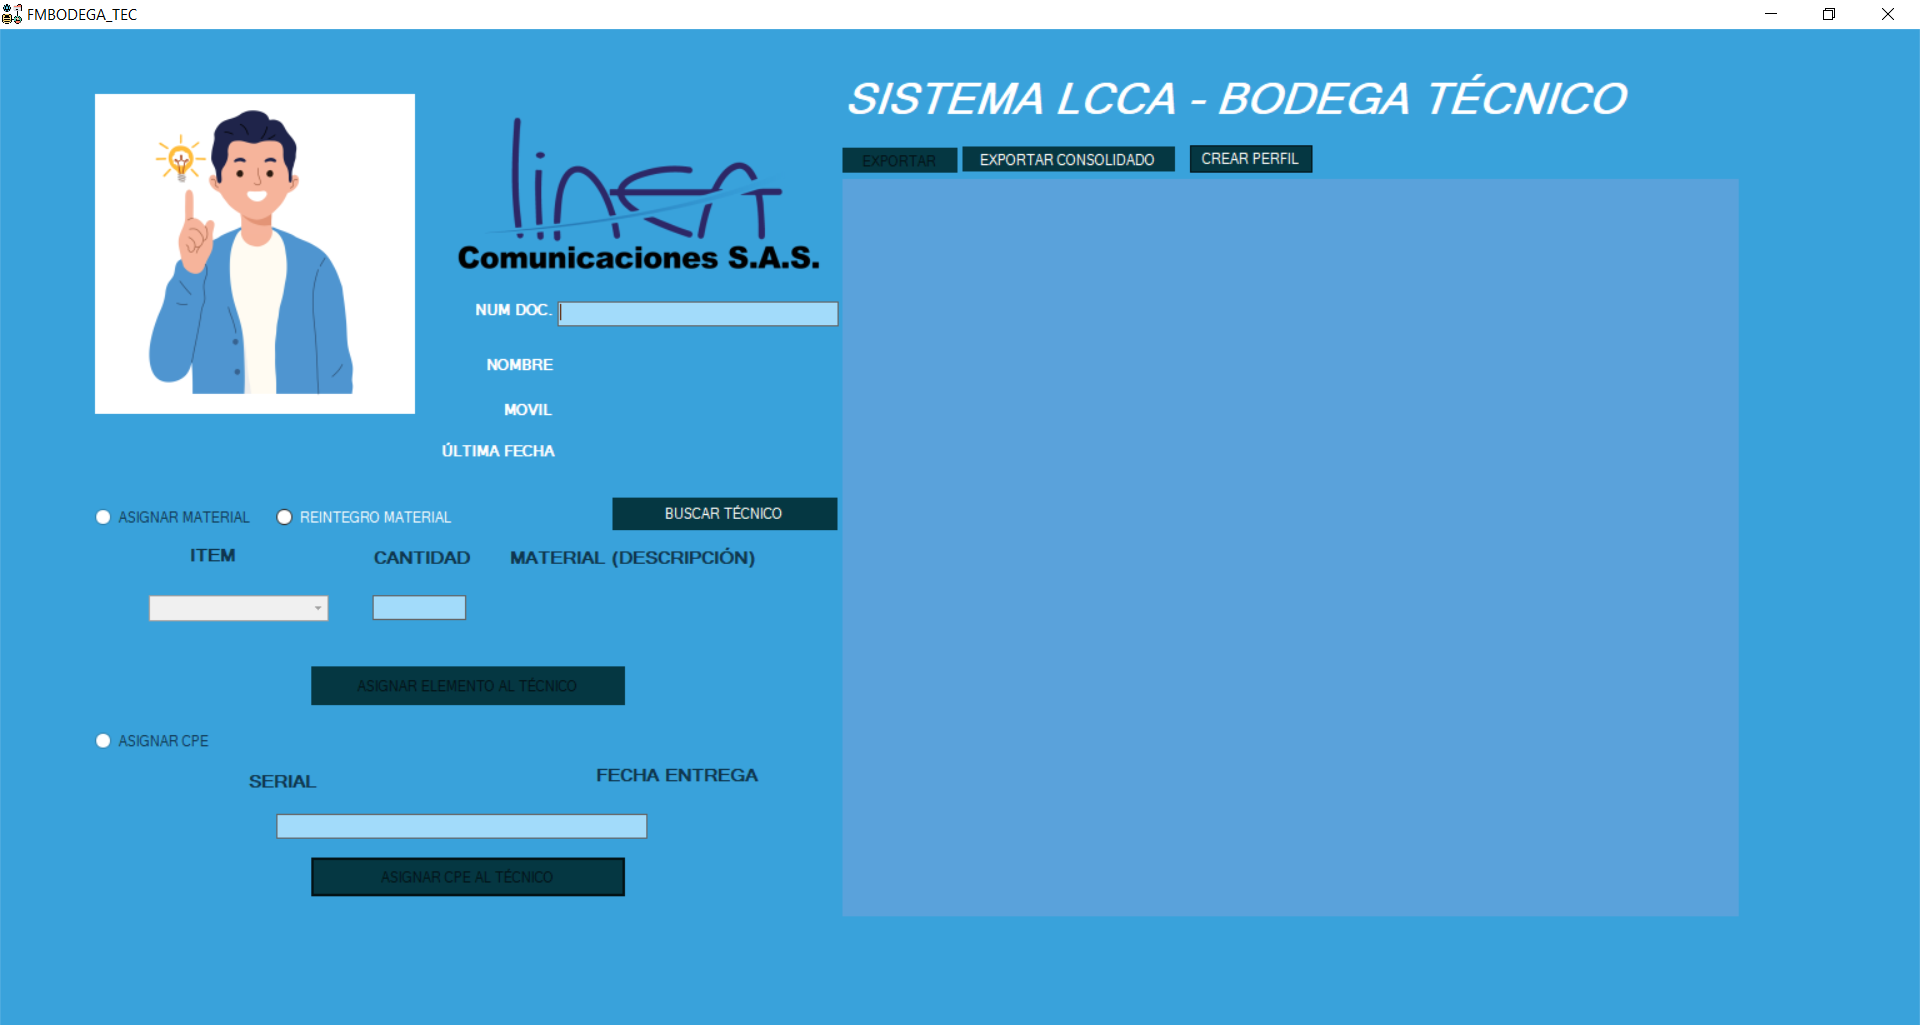 FMBODEGA_TEC
SISTEMA LCCA - BODEGA TÉCNICO
EXPORTAR
EXPORTAR CONSOLIDADO
CREAR PERFIL
linea
Comunicaciones S.A.S.
NUM DOC.
NOMBRE
MOVIL
ÚLTIMA FECHA
ASIGNAR MATERIAL
REINTEGRO MATERIAL
BUSCAR TÉCNICO
ITEM
CANTIDAD
MATERIAL (DESCRIPCIÓN)
ASIGNAR ELEMENTO AL TÉCNICO
ASIGNAR CPE
SERIAL
FECHA ENTREGA
ASIGNAR CPE AL TÉCNICO